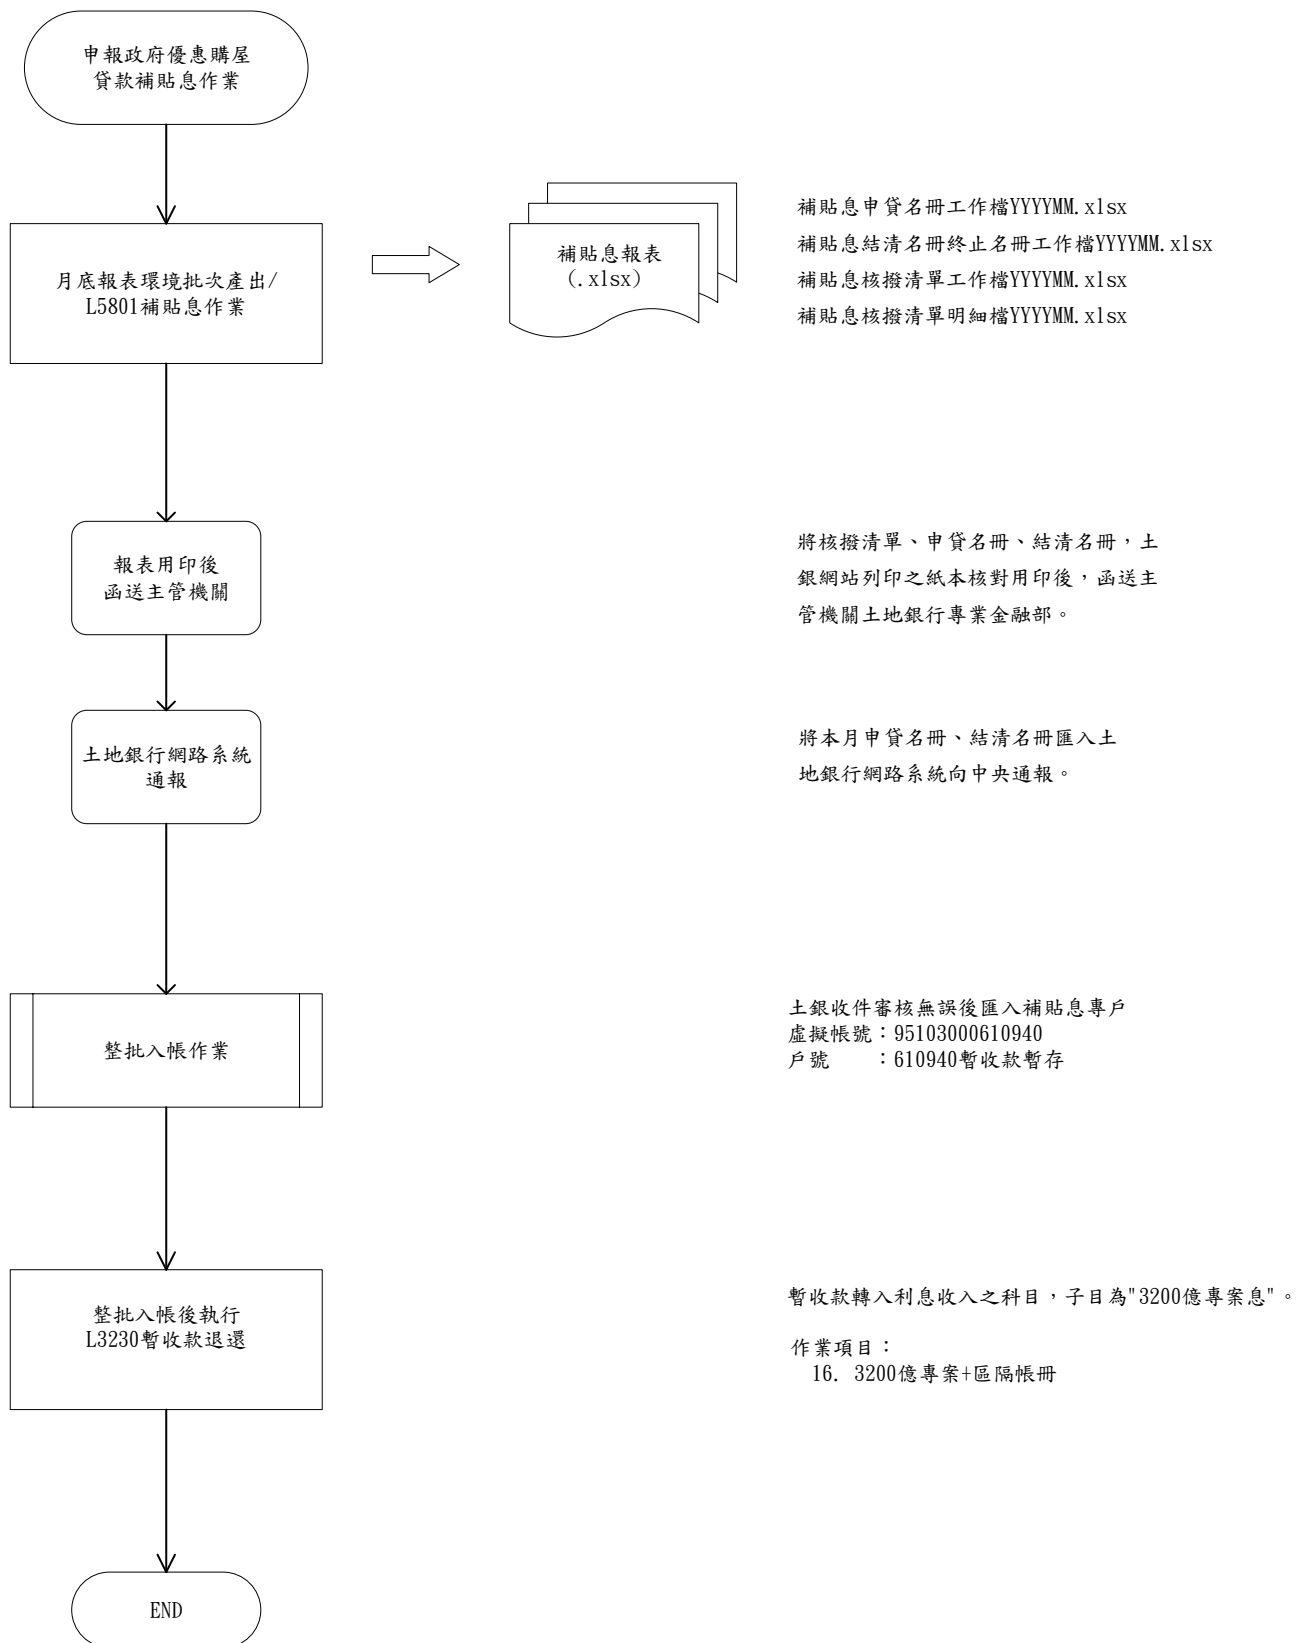 申報政府優惠購屋
貸款補貼息作業
月底報表環境批次產出/
L5801補貼息作業
補貼息報表
(.xlsx)
補貼息申貸名冊工作檔YYYYMM.xlsx
補貼息結清名冊終止名冊工作檔YYYYMM.xlsx
補貼息核撥清單工作檔YYYYMM.xlsx
補貼息核撥清單明細檔YYYYMM.xlsx
報表用印後
函送主管機關
將核撥清單、申貸名冊、結清名冊，土
銀網站列印之紙本核對用印後，函送主
管機關土地銀行專業金融部。
土地銀行網路系統
通報
將本月申貸名冊、結清名冊匯入土
地銀行網路系統向中央通報。
整批入帳作業
土銀收件審核無誤後匯入補貼息專戶
虛擬帳號：95103000610940
戶號　　：610940暫收款暫存
整批入帳後執行
L3230暫收款退還
暫收款轉入利息收入之科目，子目為"3200億專案息"。
作業項目：
16. 3200億專案+區隔帳冊
END